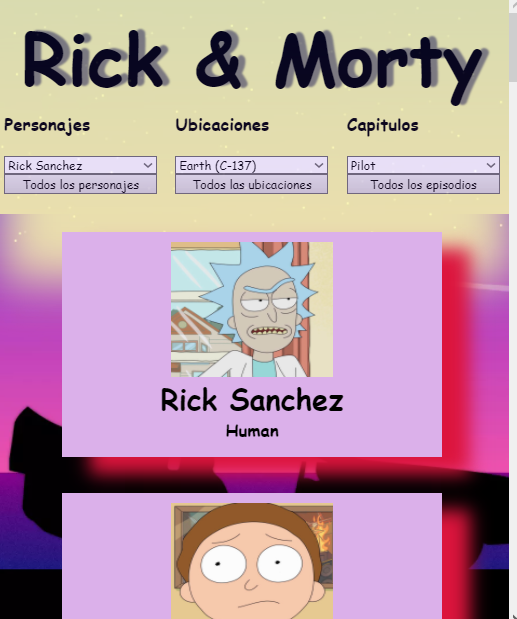 Rick & Morty
Personajes Ubicaciones Capitulos
Rick Sanchez Earth (C-137) Pilot
Todos los personajes Todos las ubicaciones Todos los episodios
Rick Sanchez
Human